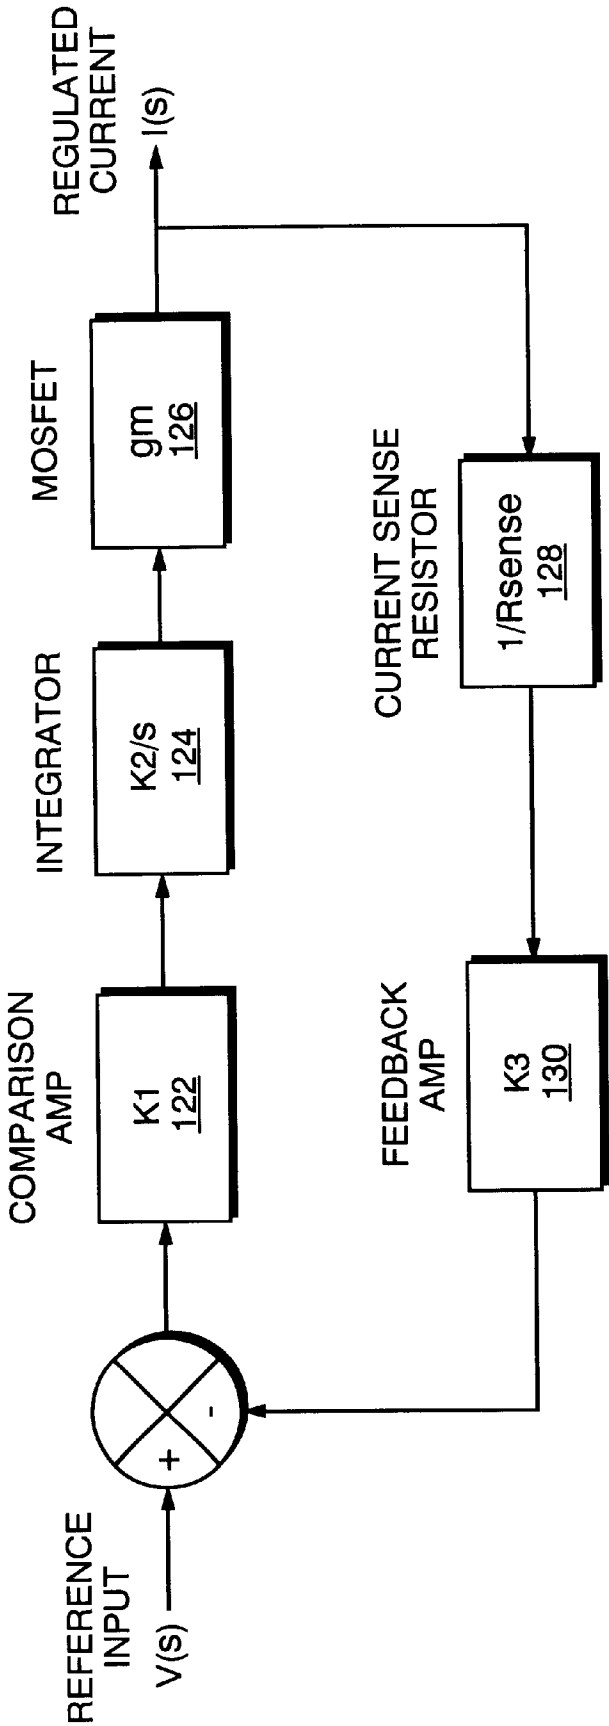 REFERENCE
INPUT
V(s)
+
-
COMPARISON
AMP
K1
122
INTEGRATOR
K2/s
124
MOSFET
gm
126
REGULATED
CURRENT
I(s)
FEEDBACK
AMP
K3
130
CURRENT SENSE
RESISTOR
1/Rsense
128